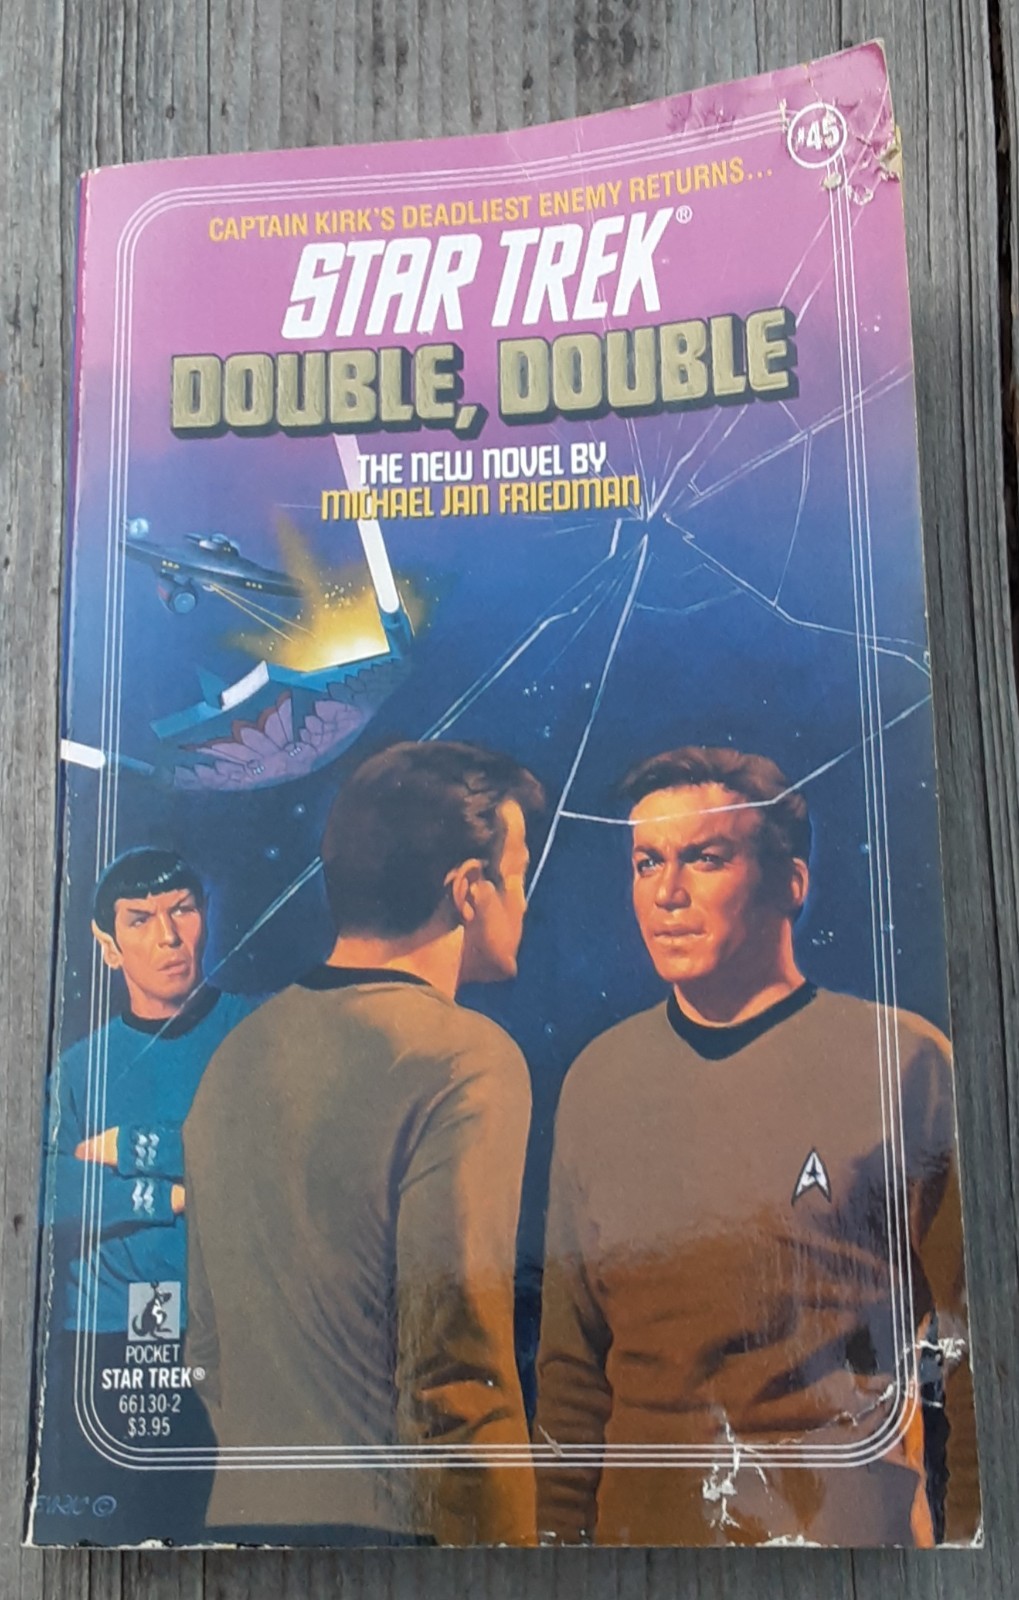 #45
CAPTAIN KIRK'S DEADLIEST ENEMY RETURNS...
STAR TREK®
DOUBLE, DOUBLE
THE NEW NOVEL BY
MICHAEL JAN FRIEDMAN
POCKET
STAR TREK®
66130-2
$3.95
©